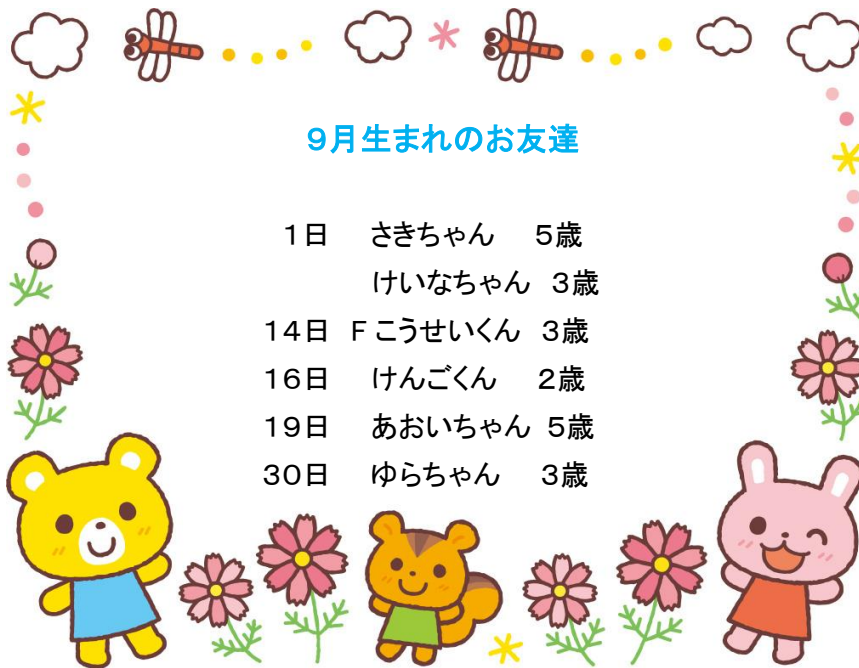 ９月生まれのお友達
１日　さきちゃん　５歳
けいなちゃん　３歳
１４日　Ｆこうせいくん　３歳
１６日　けんごくん　２歳
１９日　あおいちゃん　５歳
３０日　ゆらちゃん　３歳